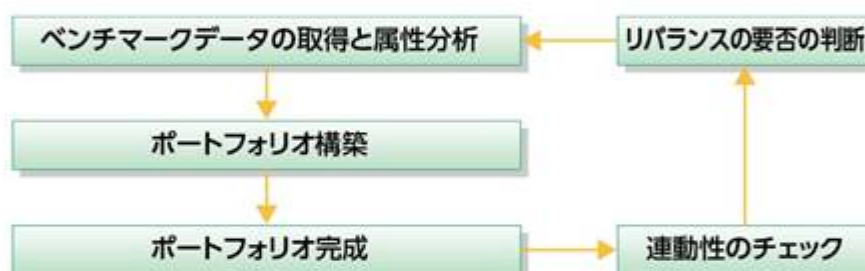 ベンチマークデータの取得と属性分析
リバランスの要否の判断
ポートフォリオ構築
ポートフォリオ完成
連動性のチェック